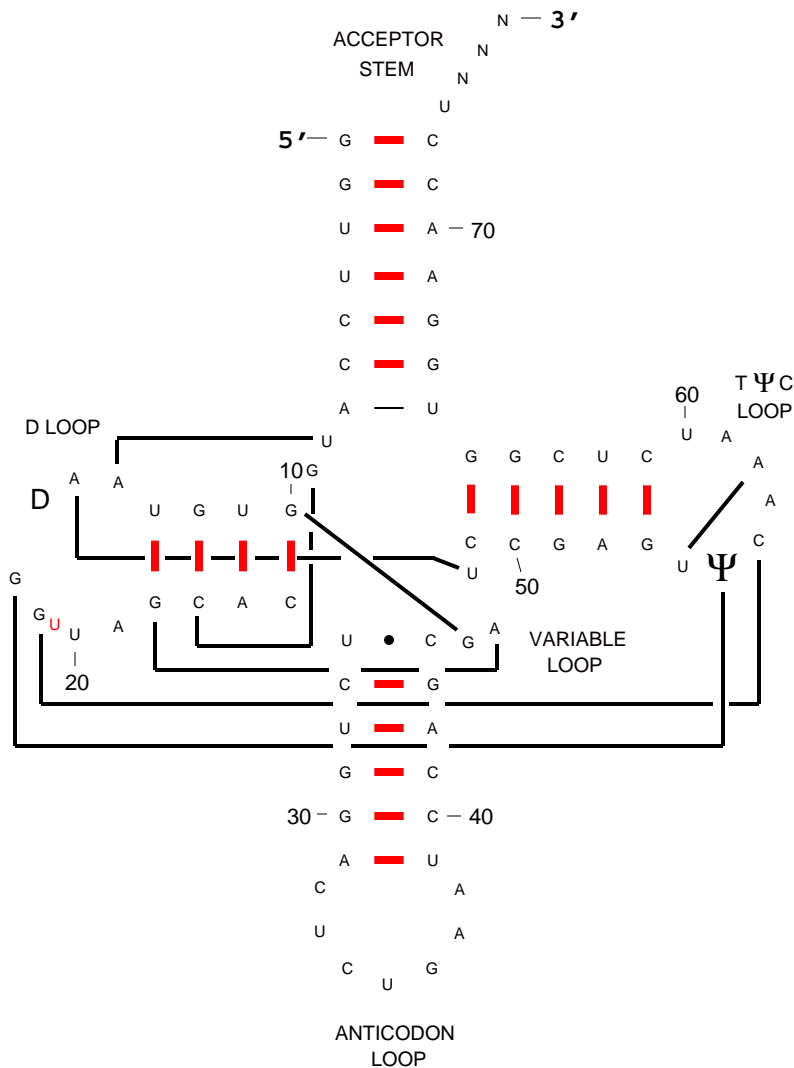 N 3′
ACCEPTOR
STEM
N
N
U
5′ G C
G C
U A 70
U A
C G
C G
A U
T Ψ C
LOOP
60
D LOOP
U
U A
G G C U C
A A
A
10 G
D
U G U G
A
C C G A G U Ψ C
U 50
G
G U U A G C A C
20
U C G A
VARIABLE
LOOP
C G
U A
G C
30 G C 40
A U
C A
U A
C U G
ANTICODON
LOOP